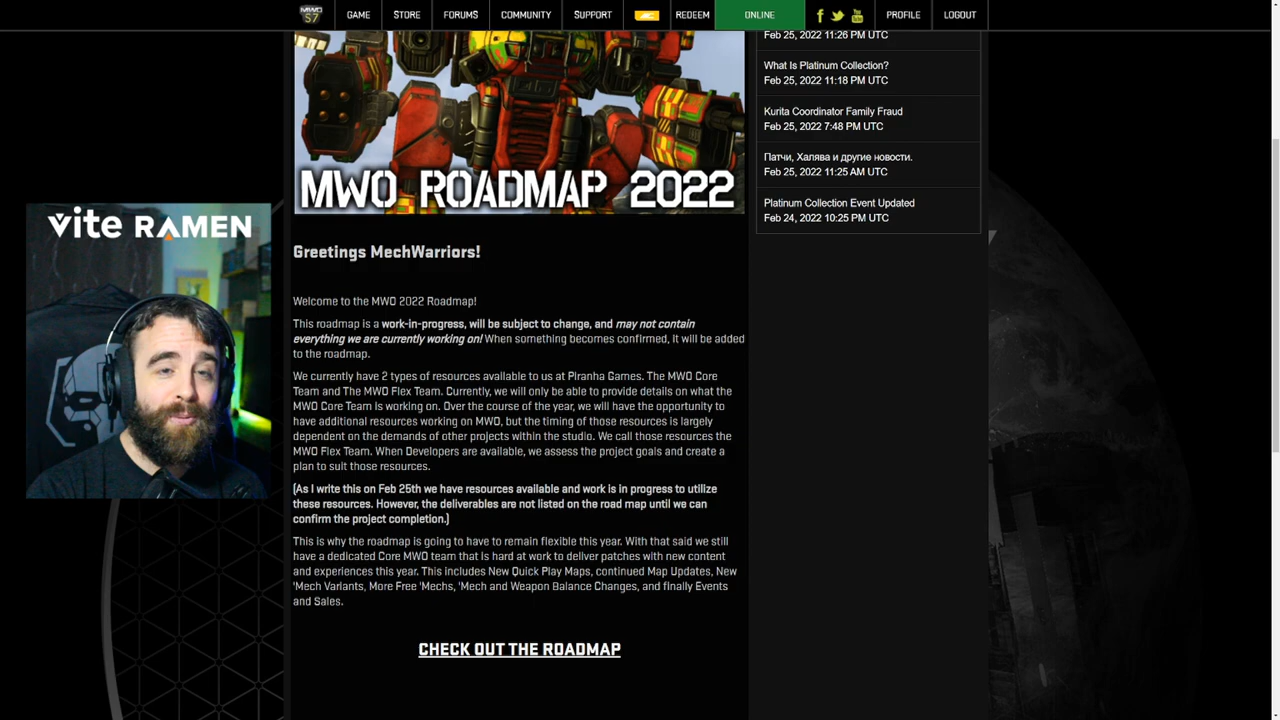 MWO
S7
GAME
STORE
FORUMS
COMMUNITY
SUPPORT
MC
REDEEM
ONLINE
PROFILE
LOGOUT
MWO ROADMAP 2022
Feb 25, 2022 11:26 PM UTC
What Is Platinum Collection?
Feb 25, 2022 11:18 PM UTC
Kurita Coordinator Family Fraud
Feb 25, 2022 7:48 PM UTC
Патчи, Халява и другие новости.
Feb 25, 2022 11:25 AM UTC
Platinum Collection Event Updated
Feb 24, 2022 10:25 PM UTC
vite RAMEN
Greetings MechWarriors!
Welcome to the MWO 2022 Roadmap!
This roadmap is a work-in-progress, will be subject to change, and may not contain
everything we are currently working on! When something becomes confirmed, it will be added
to the roadmap.
We currently have 2 types of resources available to us at Piranha Games. The MWO Core
Team and The MWO Flex Team. Currently, we will only be able to provide details on what the
MWO Core Team is working on. Over the course of the year, we will have the opportunity to
have additional resources working on MWO, but the timing of those resources is largely
dependent on the demands of other projects within the studio. We call those resources the
MWO Flex Team. When Developers are available, we assess the project goals and create a
plan to suit those resources.
(As I write this on Feb 25th we have resources available and work is in progress to utilize
these resources. However, the deliverables are not listed on the road map until we can
confirm the project completion.)
This is why the roadmap is going to have to remain flexible this year. With that said we still
have a dedicated Core MWO team that is hard at work to deliver patches with new content
and experiences this year. This includes New Quick Play Maps, continued Map Updates, New
'Mech Variants, More Free 'Mechs, 'Mech and Weapon Balance Changes, and finally Events
and Sales.
CHECK OUT THE ROADMAP